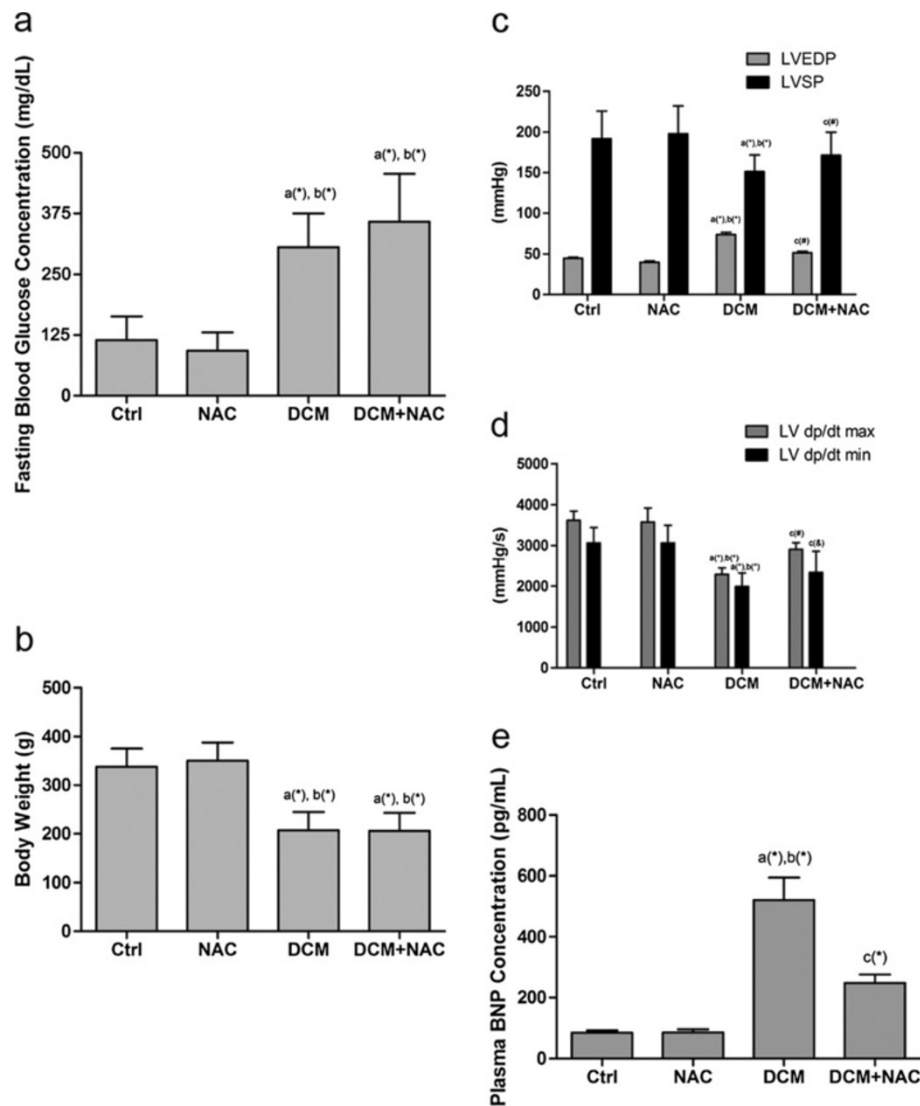 a
Fasting Blood Glucose Concentration (mg/dL)
500
375
250
125
0
a(*), b(*)
a(*), b(*)
Ctrl NAC DCM DCM+NAC
b
Body Weight (g)
500
400
300
200
100
0
a(*), b(*)
a(*), b(*)
Ctrl NAC DCM DCM+NAC
c
LVEDP
LVSP
(mmHg)
250
200
150
100
50
0
a(*),b(*)
a(*),b(*)
c(#)
c(#)
Ctrl NAC DCM DCM+NAC
d
LV dp/dt max
LV dp/dt min
(mmHg/s)
5000
4000
3000
2000
1000
0
a(*),b(*)
a(*),b(*)
c(#)
c(&)
Ctrl NAC DCM DCM+NAC
e
Plasma BNP Concentration (pg/mL)
800
600
400
200
0
a(*),b(*)
c(*)
Ctrl NAC DCM DCM+NAC